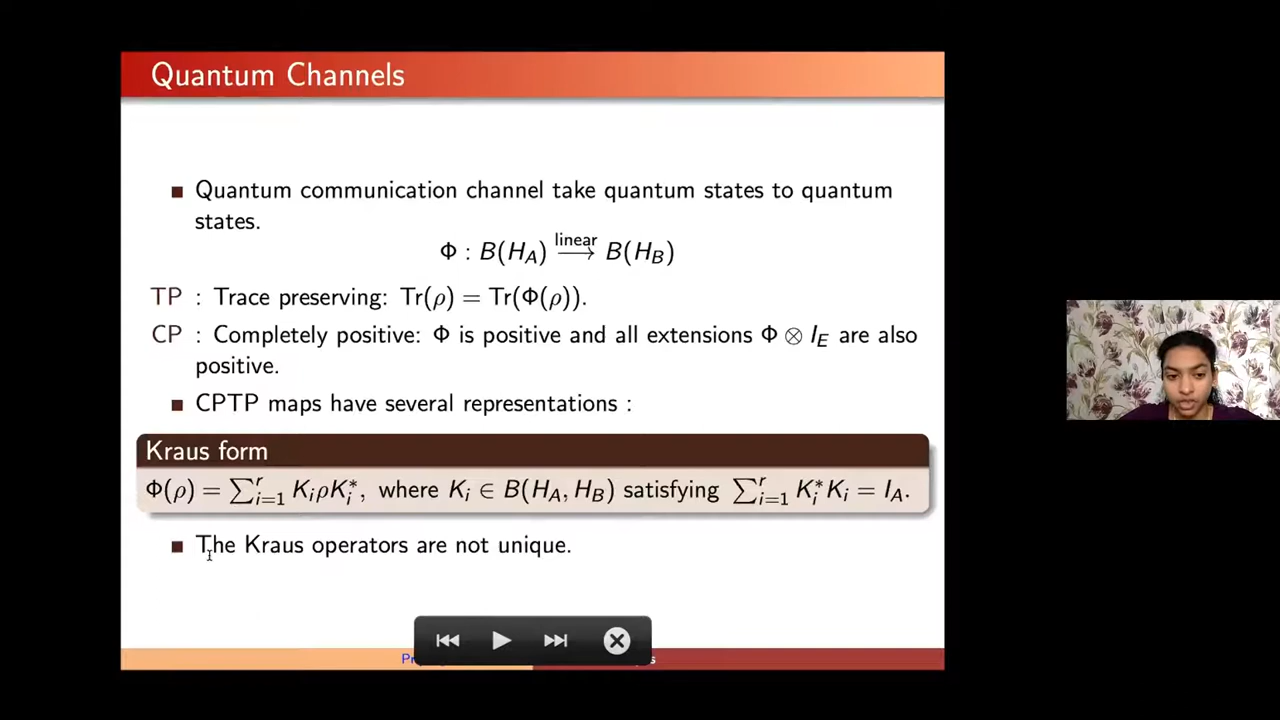 Quantum Channels
■ Quantum communication channel take quantum states to quantum
states.
Φ : B(H_A) \xrightarrow{linear} B(H_B)
TP : Trace preserving: Tr(ρ) = Tr(Φ(ρ)).
CP : Completely positive: Φ is positive and all extensions Φ ⊗ I_E are also
positive.
■ CPTP maps have several representations :
Kraus form
Φ(ρ) = ∑_{i=1}^{r} K_i ρ K_i^*, where K_i ∈ B(H_A, H_B) satisfying ∑_{i=1}^{r} K_i^* K_i = I_A.
■ The Kraus operators are not unique.